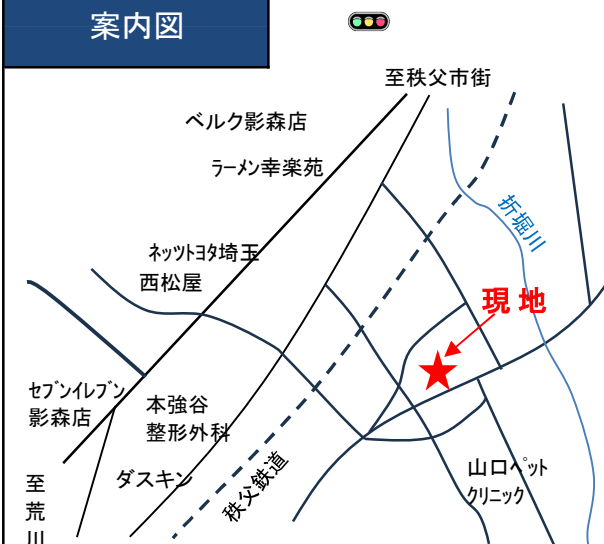 案内図
至秩父市街
ベルク影森店
ラーメン幸楽苑
折堀川
ネッツトヨタ埼玉
西松屋
現地
セブンイレブン
影森店
本強谷
整形外科
ダスキン
秩父鉄道
山口ペット
クリニック
至荒川